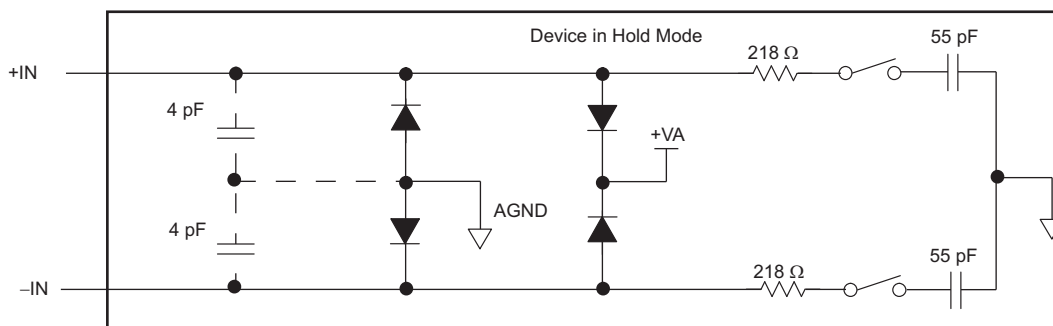 Device in Hold Mode
55 pF
218 Ω
+IN
4 pF
+VA
AGND
4 pF
55 pF
218 Ω
−IN